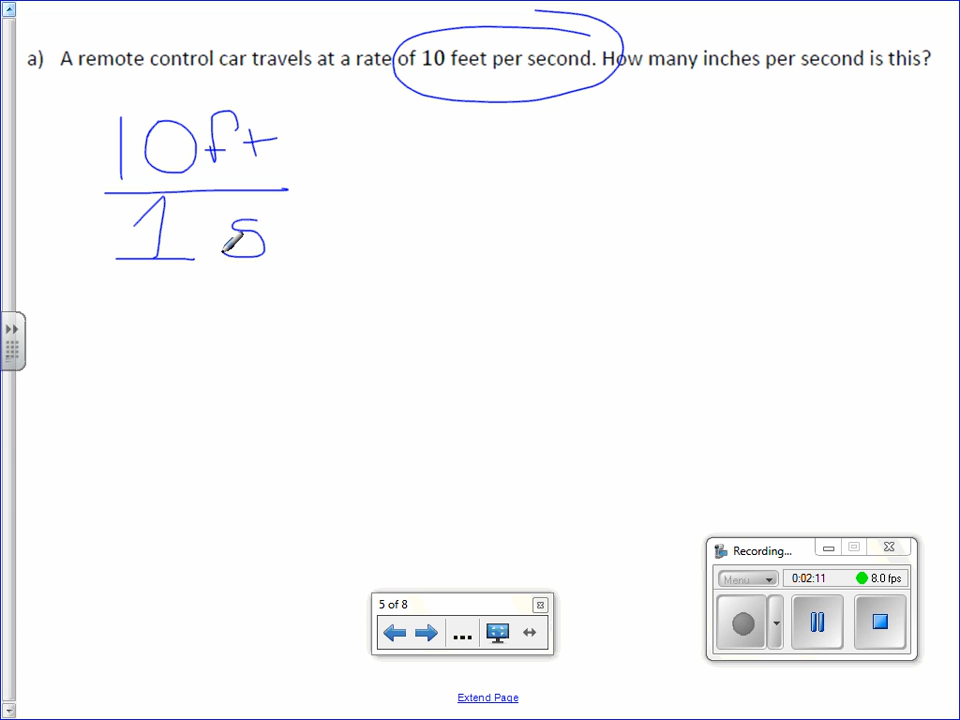 a) A remote control car travels at a rate of 10 feet per second. How many inches per second is this?
10ft
1 s
Recording...
Menu
0:02:11
8.0 fps
5 of 8
...
Extend Page